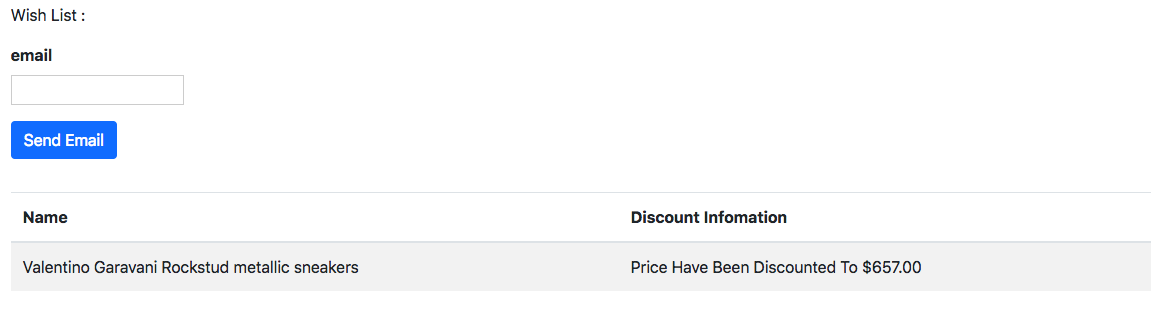 Wish List :
email
Send Email
Name Discount Infomation
Valentino Garavani Rockstud metallic sneakers Price Have Been Discounted To $657.00